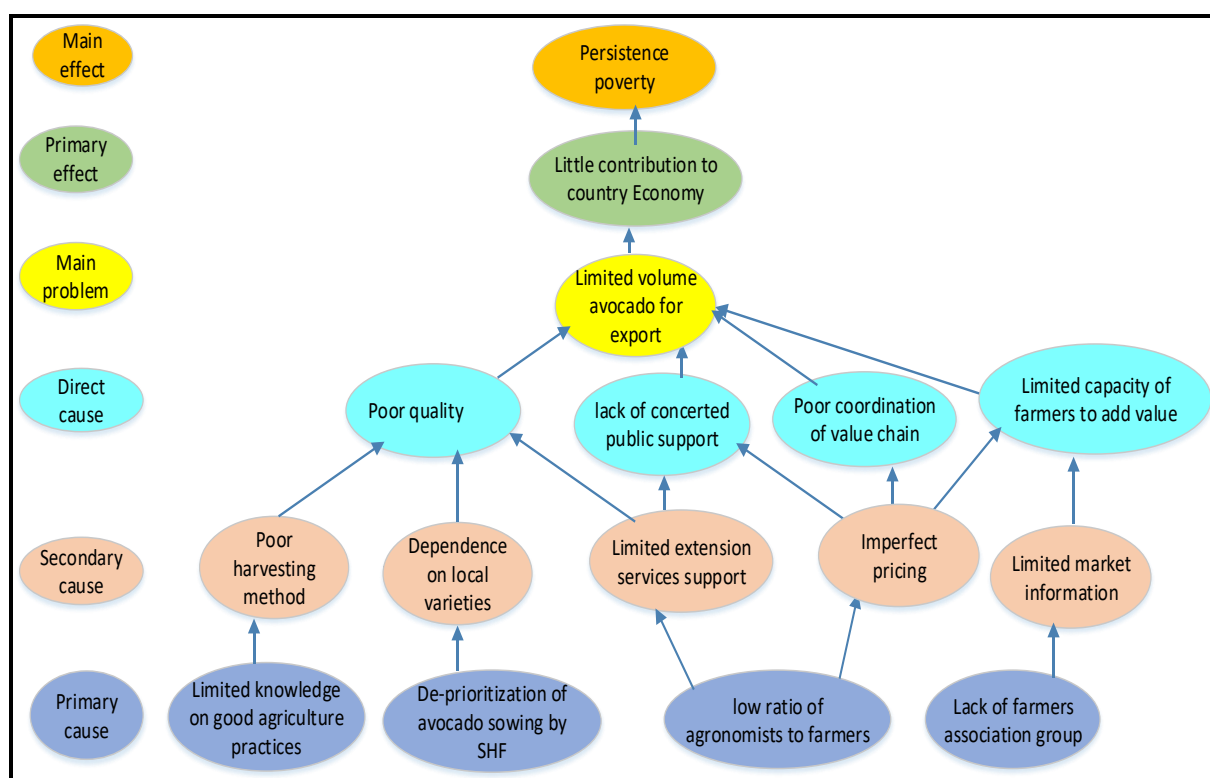 Main
effect
Persistence
poverty
Primary
effect
Little contribution to
country Economy
Main
problem
Limited volume
avocado for
export
Direct
cause
Poor quality
lack of concerted
public support
Poor coordination
of value chain
Limited capacity of
farmers to add value
Secondary
cause
Poor
harvesting
method
Dependence
on local
varieties
Limited extension
services support
Imperfect
pricing
Limited market
information
Primary
cause
Limited knowledge
on good agriculture
practices
De-prioritization of
avocado sowing by
SHF
low ratio of
agronomists to farmers
Lack of farmers
association group